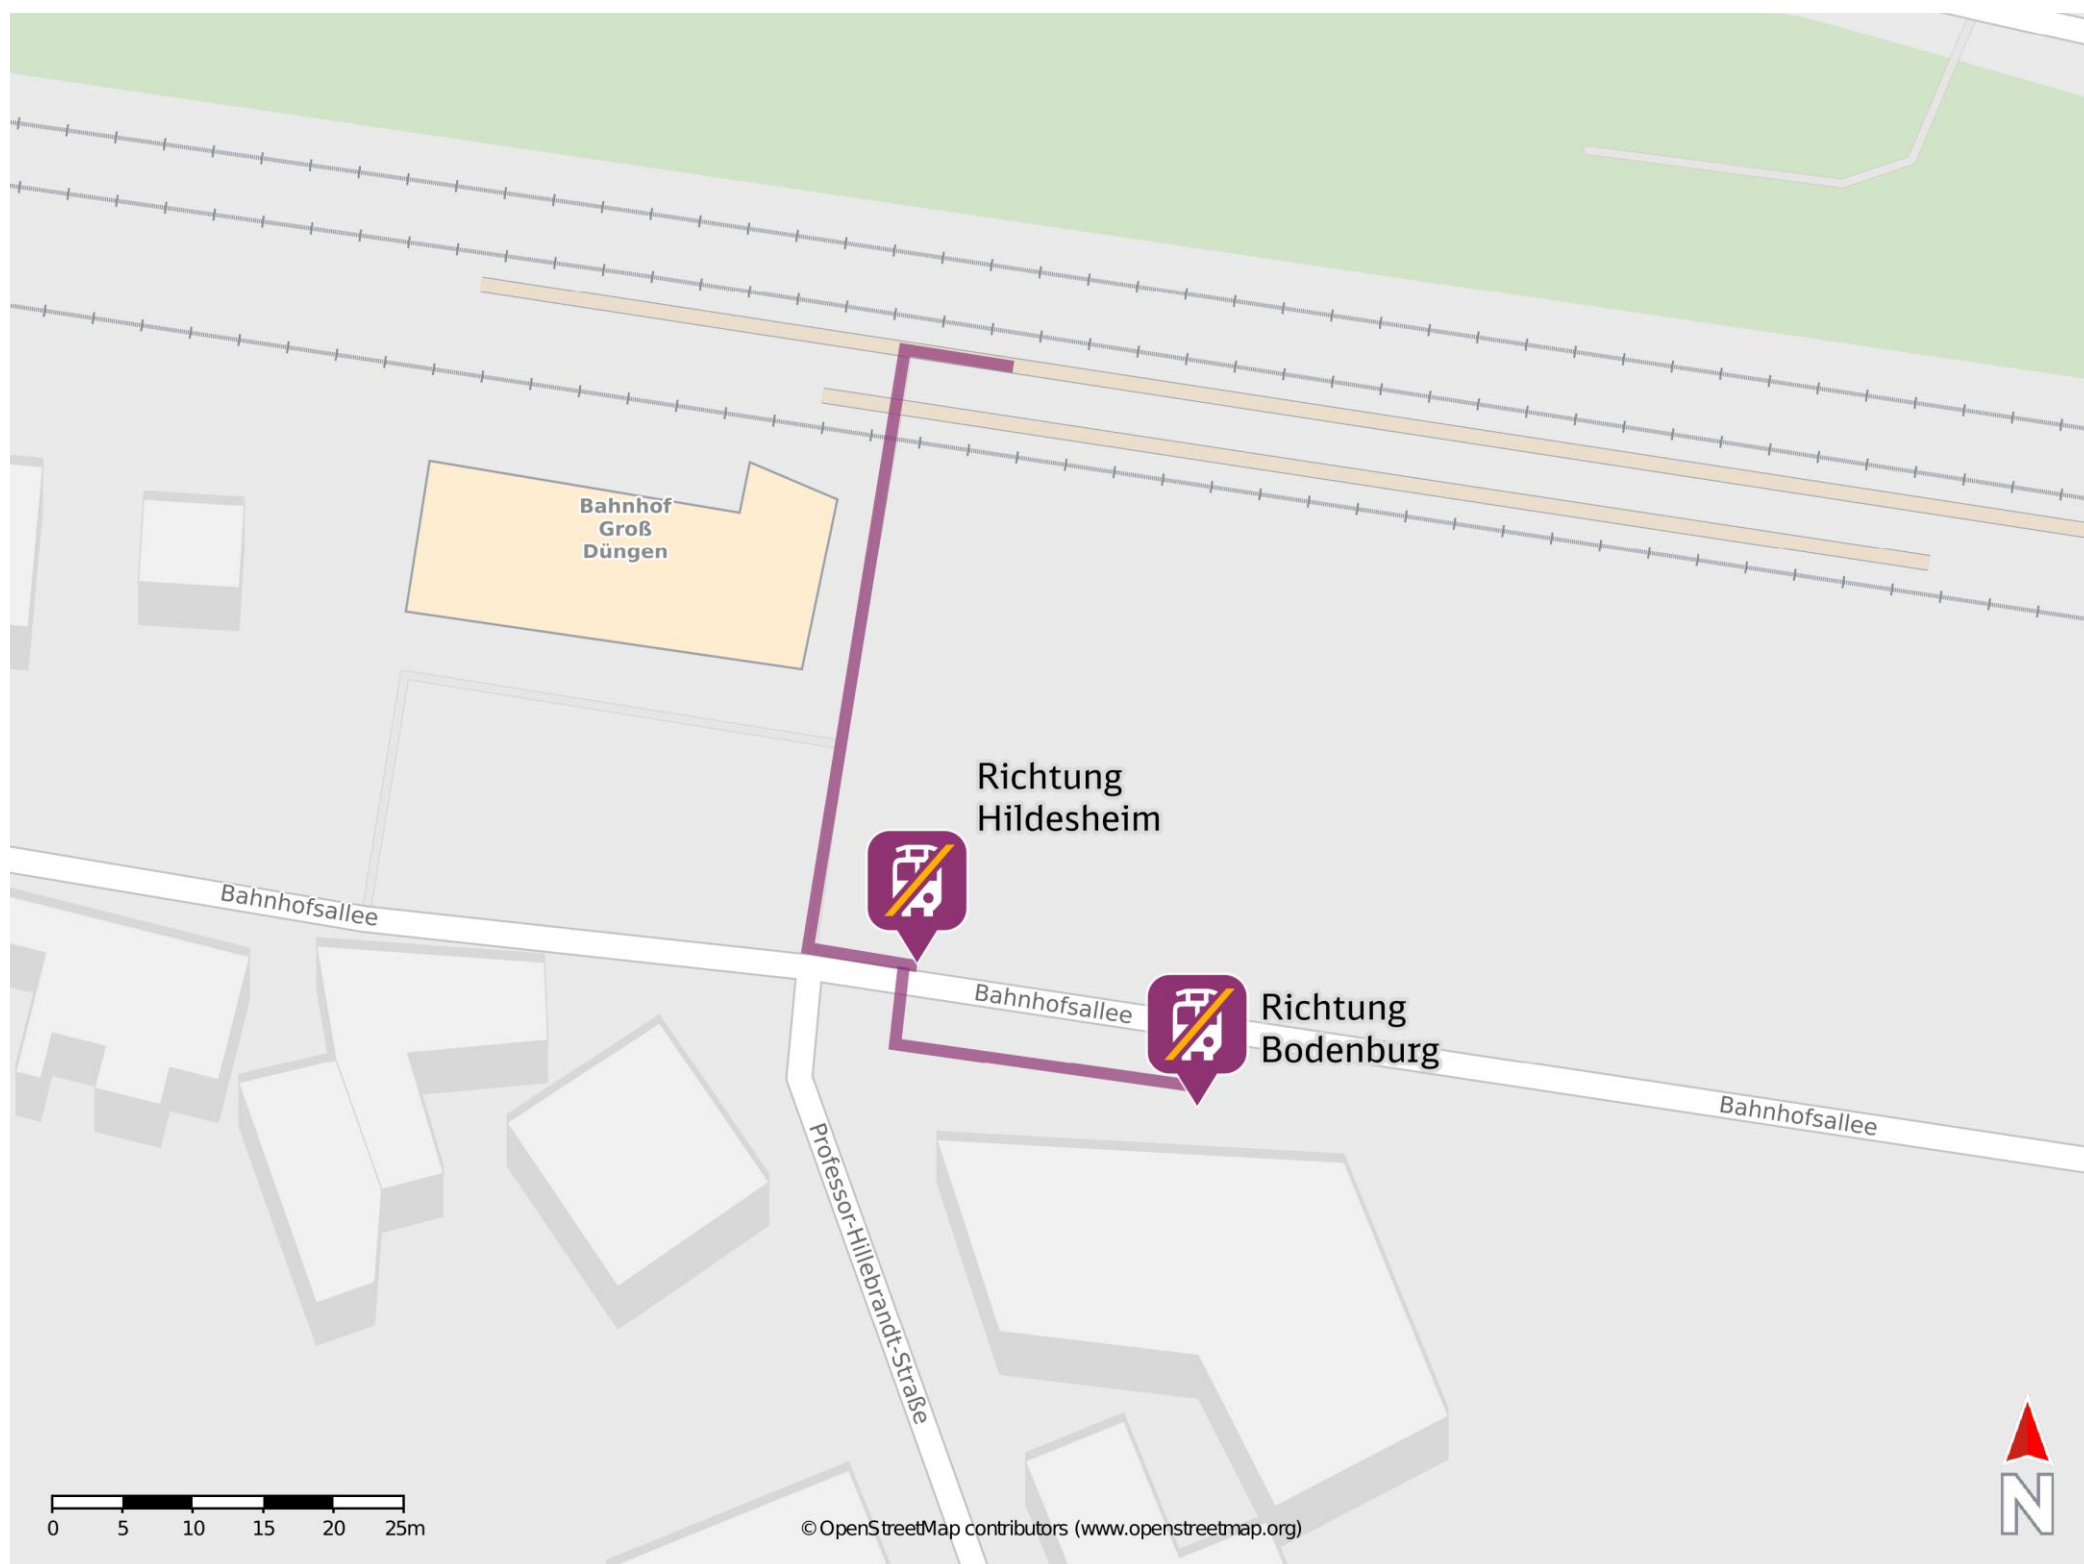 Bahnhof
Groß
Düngen
Richtung
Hildesheim
Bahnhofsallee
Bahnhofsallee
Richtung
Bodenburg
Bahnhofsallee
Professor-Hillebrandt-Straße
0 5 10 15 20 25m
© OpenStreetMap contributors (www.openstreetmap.org)
N